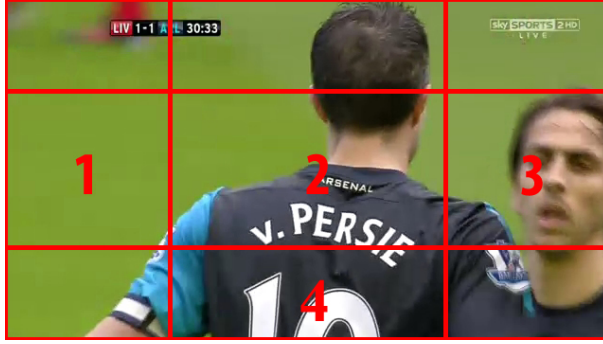 LIV 1-1 30:33
sky SPORTS 2 HD
LIVE
1
2
3
ARSENAL
v. PERSIE
4
10